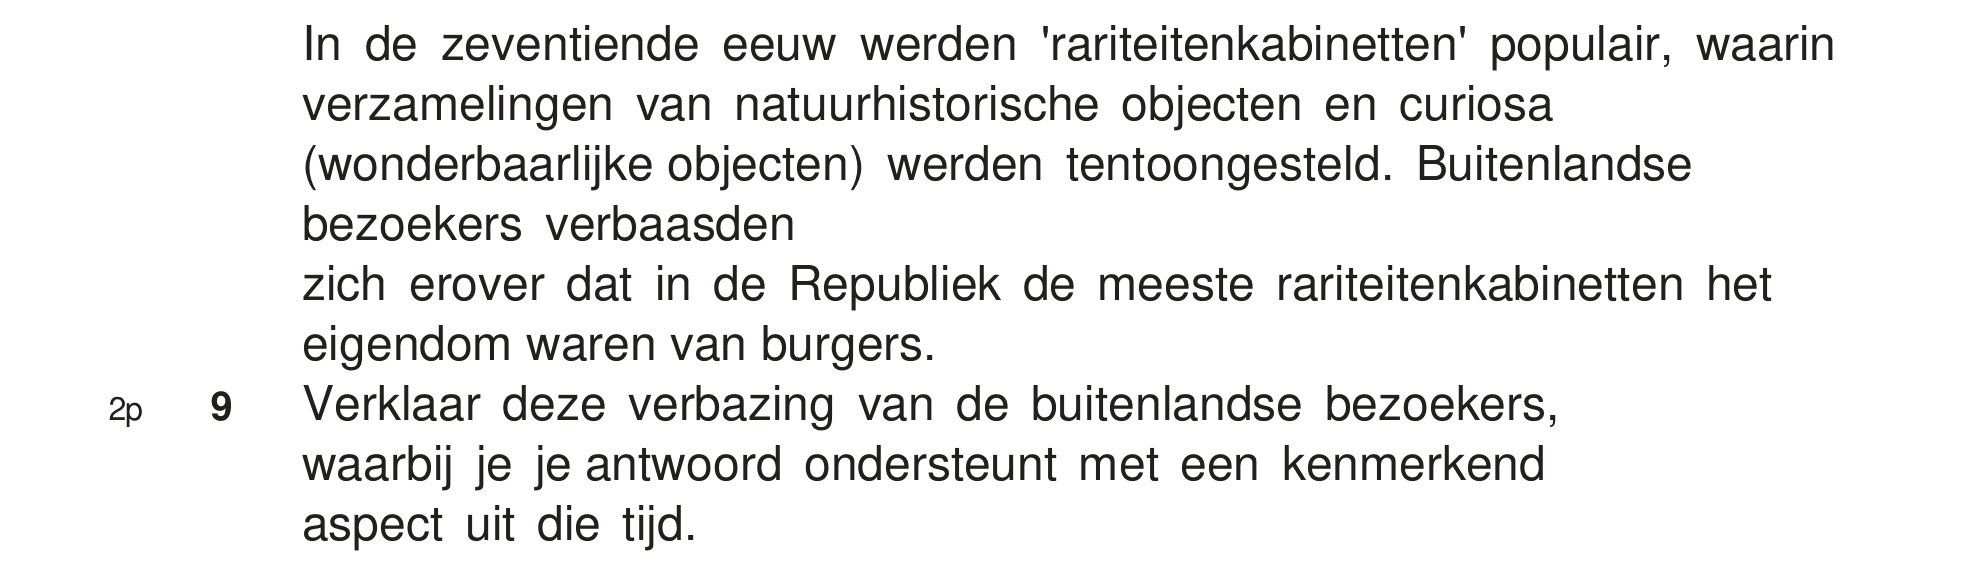 In de zeventiende eeuw werden 'rariteitenkabinetten' populair, waarin
verzamelingen van natuurhistorische objecten en curiosa
(wonderbaarlijke objecten) werden tentoongesteld. Buitenlandse
bezoekers verbaasden
zich erover dat in de Republiek de meeste rariteitenkabinetten het
eigendom waren van burgers.
2p 9 Verklaar deze verbazing van de buitenlandse bezoekers,
waarbij je je antwoord ondersteunt met een kenmerkend
aspect uit die tijd.